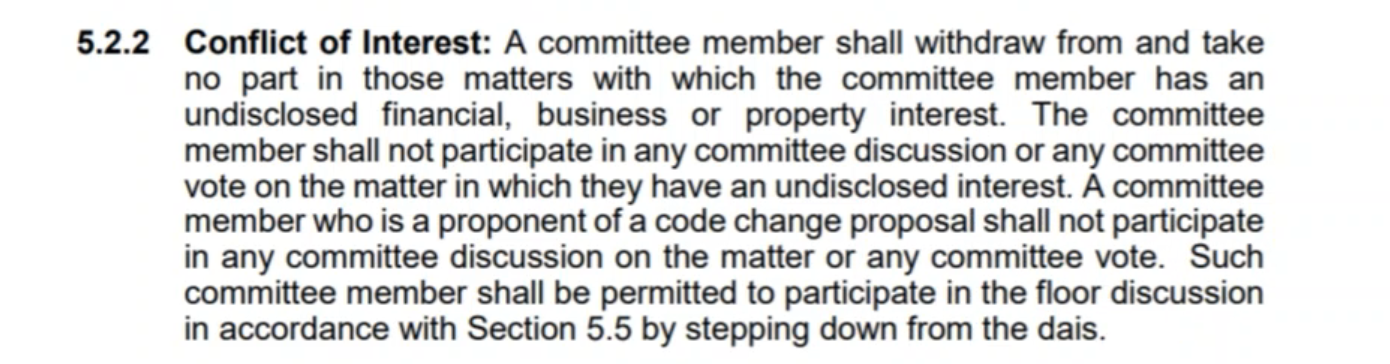 5.2.2 Conflict of Interest: A committee member shall withdraw from and take
no part in those matters with which the committee member has an
undisclosed financial, business or property interest. The committee
member shall not participate in any committee discussion or any committee
vote on the matter in which they have an undisclosed interest. A committee
member who is a proponent of a code change proposal shall not participate
in any committee discussion on the matter or any committee vote. Such
committee member shall be permitted to participate in the floor discussion
in accordance with Section 5.5 by stepping down from the dais.